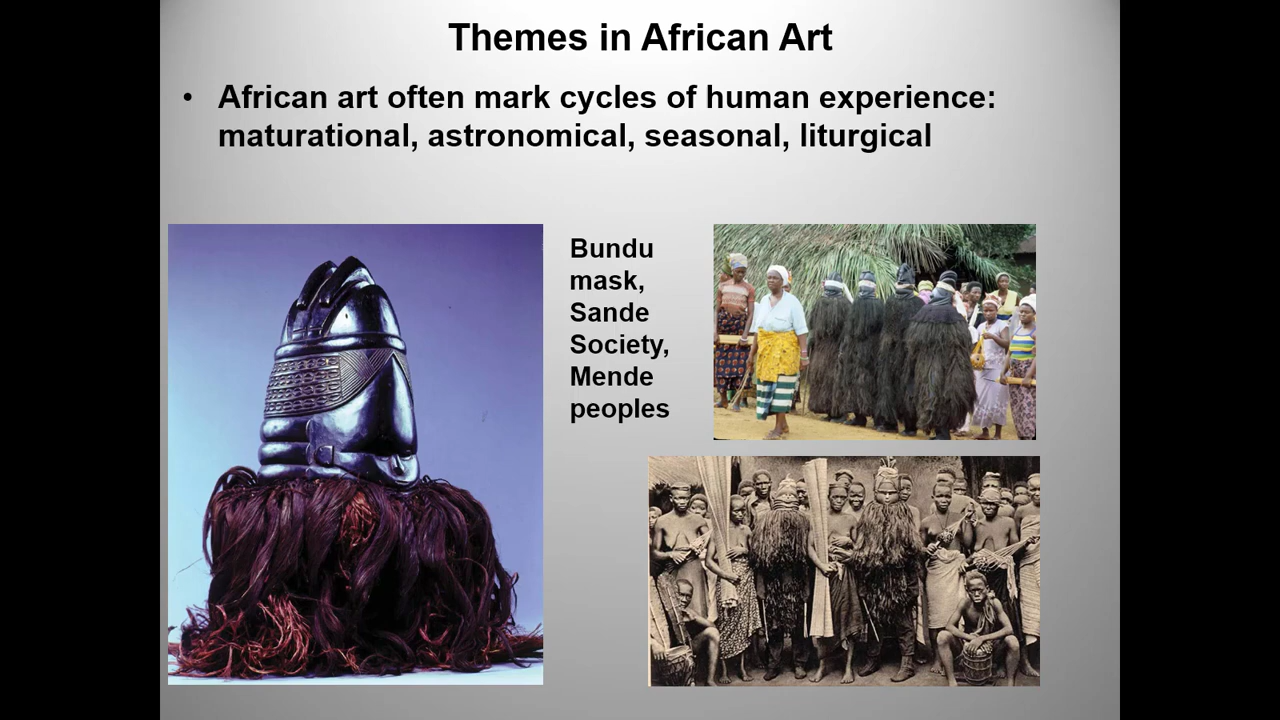 Themes in African Art
• African art often mark cycles of human experience:
maturational, astronomical, seasonal, liturgical
Bundu
mask,
Sande
Society,
Mende
peoples